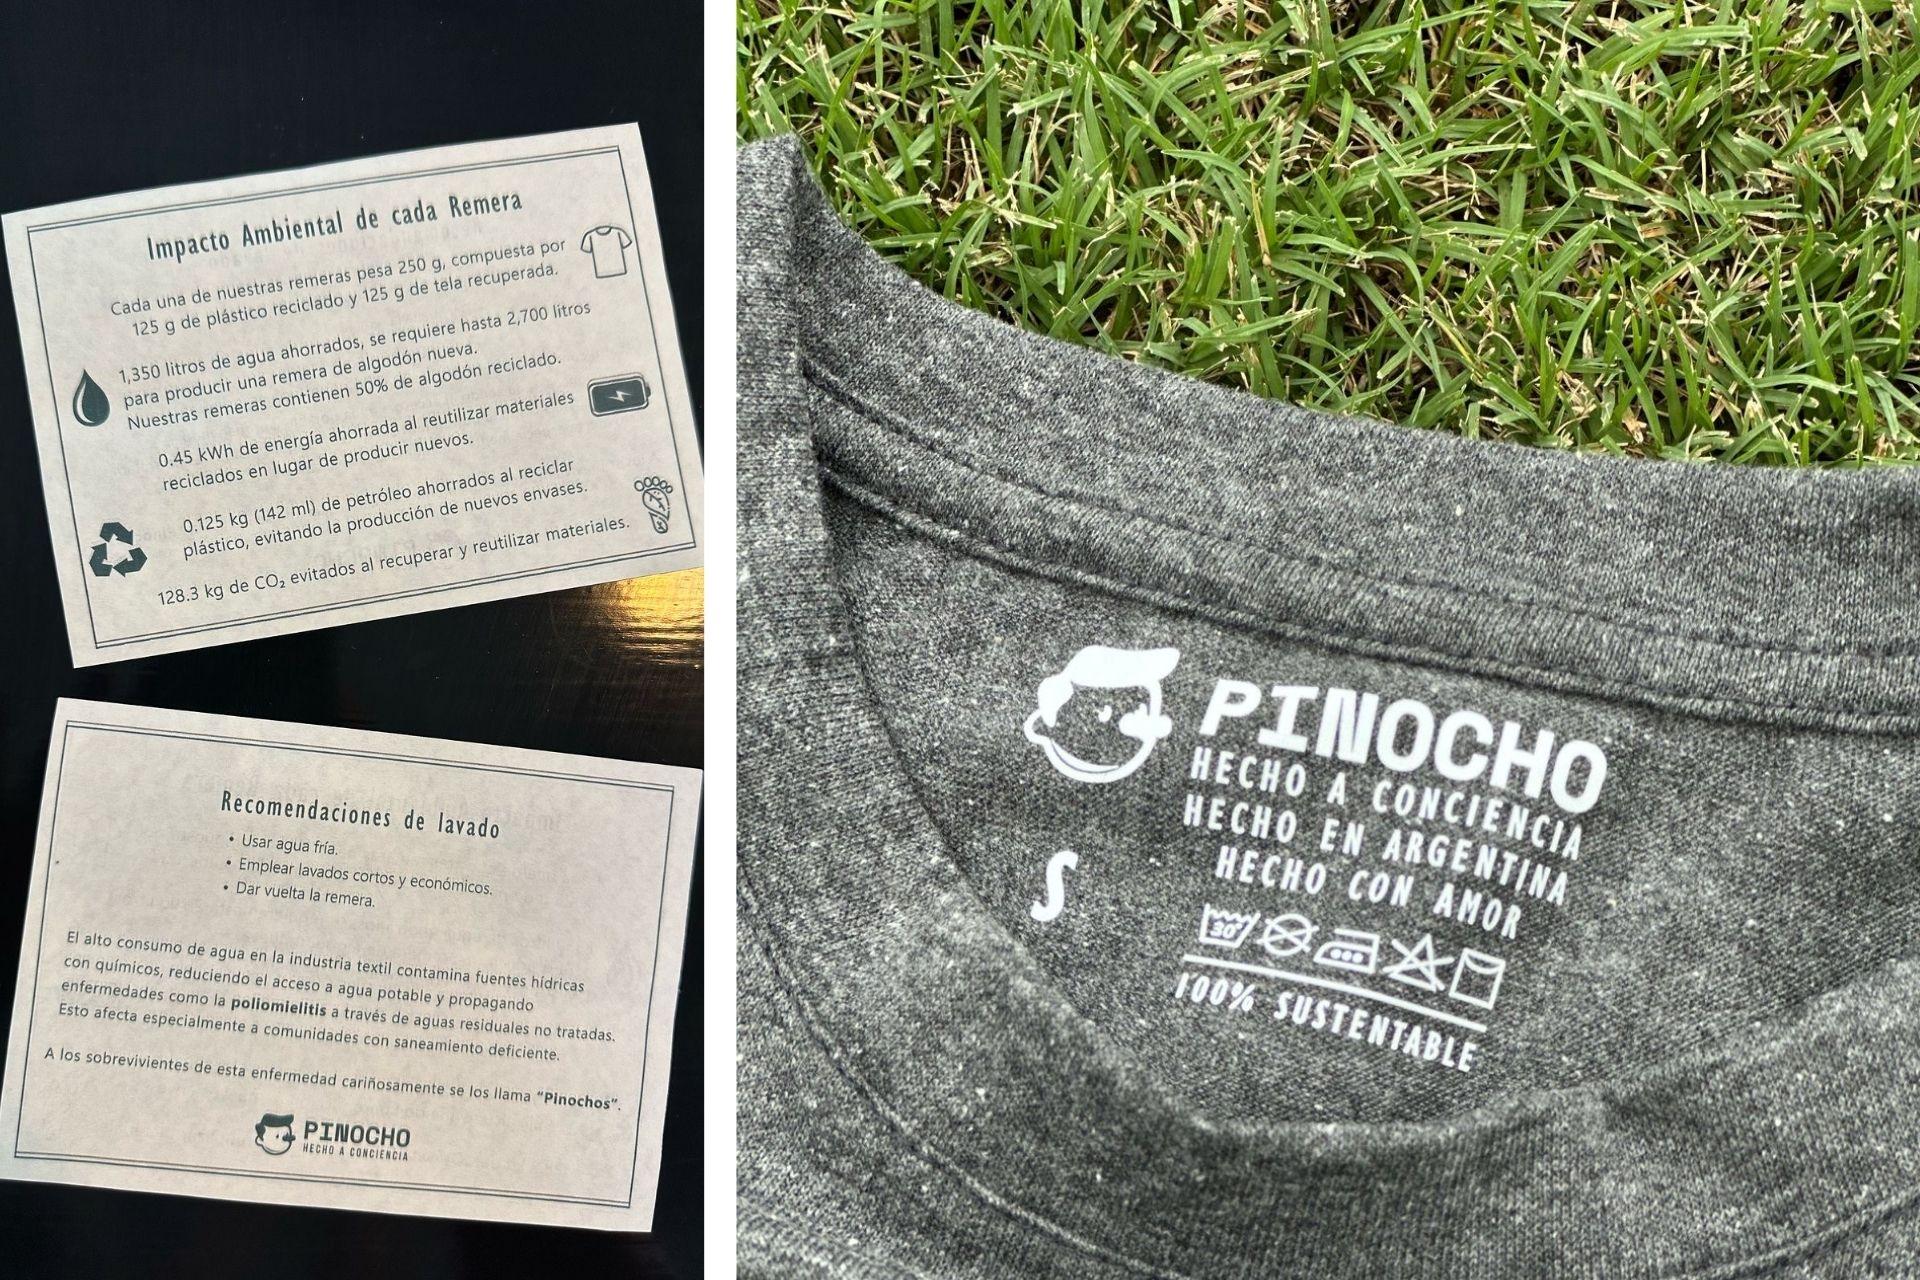 Impacto Ambiental de cada Remera
Cada una de nuestras remeras pesa 250 g, compuesta por
125 g de plástico reciclado y 125 g de tela recuperada.
1,350 litros de agua ahorrados, se requiere hasta 2,700 litros
para producir una remera de algodón nueva.
Nuestras remeras contienen 50% de algodón reciclado.
0.45 kWh de energía ahorrada al reutilizar materiales
reciclados en lugar de producir nuevos.
0.125 kg (142 ml) de petróleo ahorrados al reciclar
plástico, evitando la producción de nuevos envases.
128.3 kg de CO₂ evitados al recuperar y reutilizar materiales.
Recomendaciones de lavado
• Usar agua fría.
• Emplear lavados cortos y económicos.
• Dar vuelta la remera.
El alto consumo de agua en la industria textil contamina fuentes hídricas
con químicos, reduciendo el acceso a agua potable y propagando
enfermedades como la poliomielitis a través de aguas residuales no tratadas.
Esto afecta especialmente a comunidades con saneamiento deficiente.
A los sobrevivientes de esta enfermedad cariñosamente se los llama “Pinochos”.
PINOCHO
HECHO A CONCIENCIA
PINOCHO
HECHO A CONCIENCIA
HECHO EN ARGENTINA
HECHO CON AMOR
S
30°
100% SUSTENTABLE